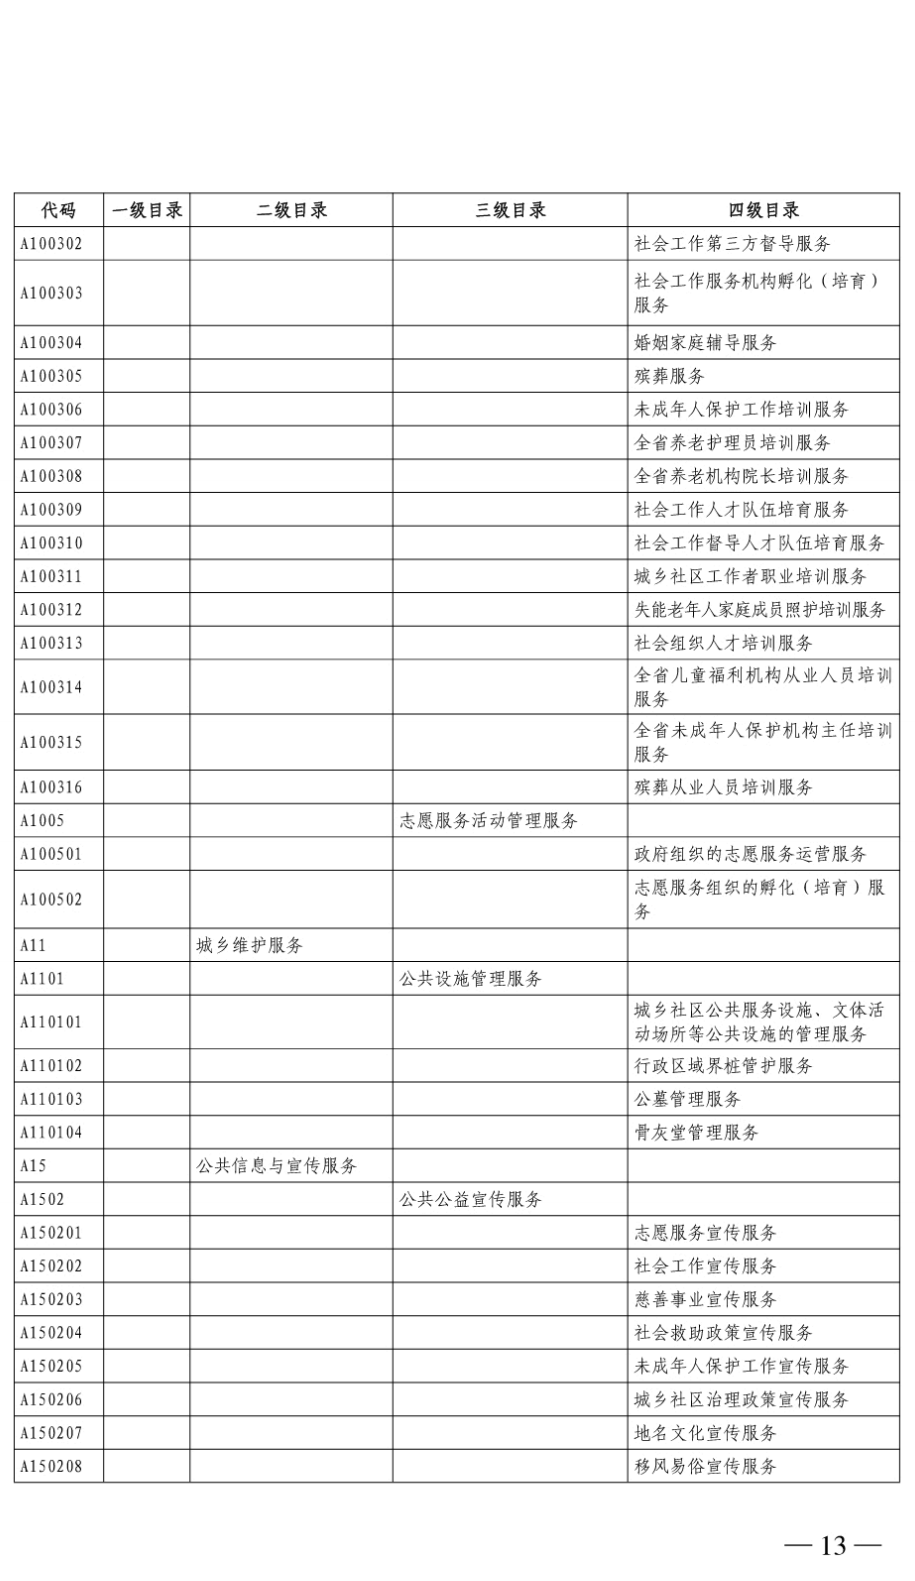 代码 一级目录 二级目录 三级目录 四级目录
A100302 社会工作第三方督导服务
A100303 社会工作服务机构孵化（培育）
服务
A100304 婚姻家庭辅导服务
A100305 殡葬服务
A100306 未成年人保护工作培训服务
A100307 全省养老护理员培训服务
A100308 全省养老机构院长培训服务
A100309 社会工作人才队伍培育服务
A100310 社会工作督导人才队伍培育服务
A100311 城乡社区工作者职业培训服务
A100312 失能老年人家庭成员照护培训服务
A100313 社会组织人才培训服务
A100314 全省儿童福利机构从业人员培训
服务
A100315 全省未成年人保护机构主任培训
服务
A100316 殡葬从业人员培训服务
A1005 志愿服务活动管理服务
A100501 政府组织的志愿服务运营服务
A100502 志愿服务组织的孵化（培育）服
务
A11 城乡维护服务
A1101 公共设施管理服务
A110101 城乡社区公共服务设施、文体活
动场所等公共设施的管理服务
A110102 行政区域界桩管护服务
A110103 公墓管理服务
A110104 骨灰堂管理服务
A15 公共信息与宣传服务
A1502 公共公益宣传服务
A150201 志愿服务宣传服务
A150202 社会工作宣传服务
A150203 慈善事业宣传服务
A150204 社会救助政策宣传服务
A150205 未成年人保护工作宣传服务
A150206 城乡社区治理政策宣传服务
A150207 地名文化宣传服务
A150208 移风易俗宣传服务
— 13 —